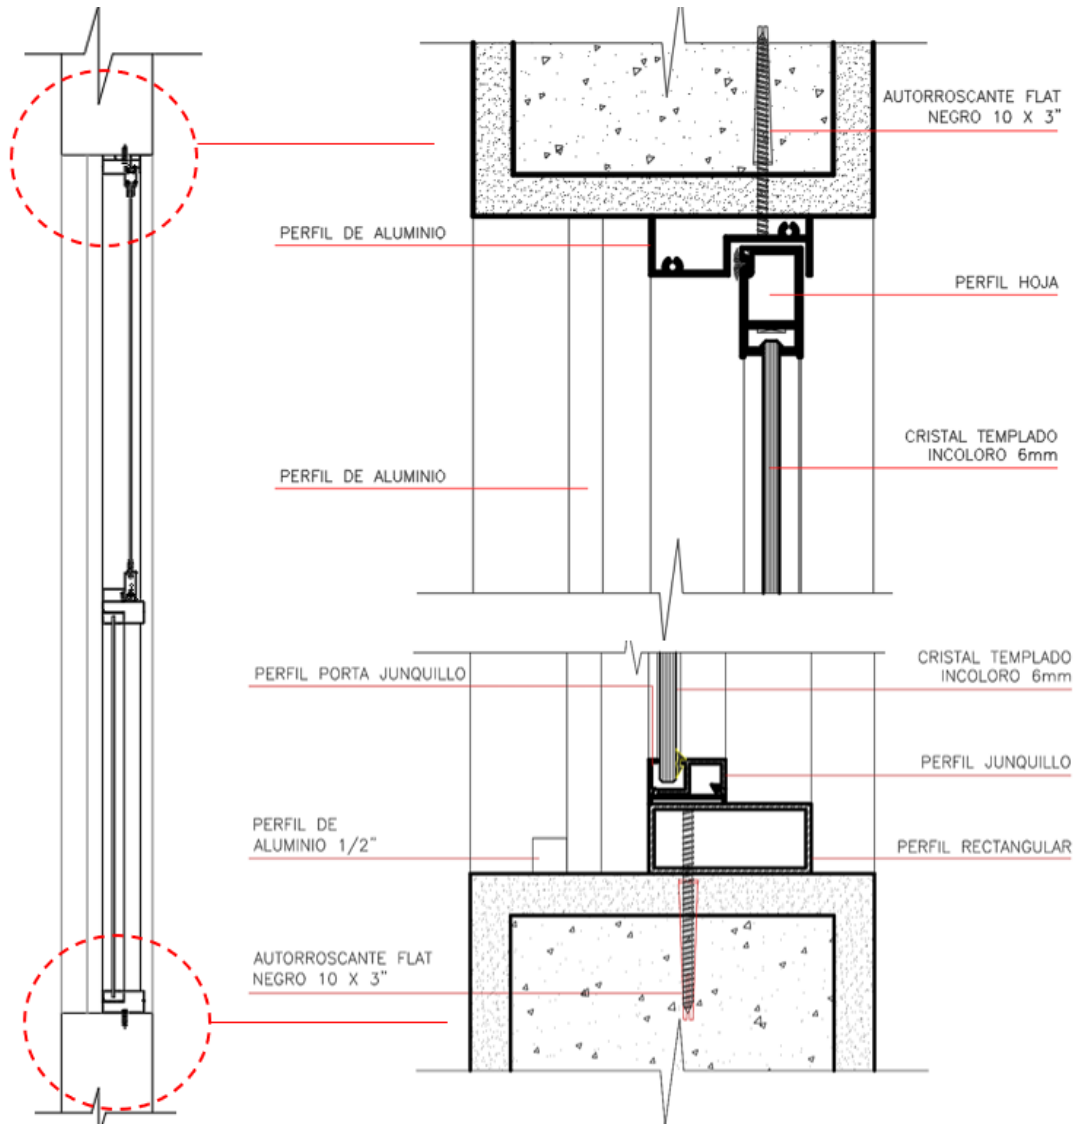 AUTORROSCANTE FLAT
NEGRO 10 X 3"
PERFIL DE ALUMINIO
PERFIL HOJA
CRISTAL TEMPLADO
INCOLORO 6mm
PERFIL DE ALUMINIO
CRISTAL TEMPLADO
INCOLORO 6mm
PERFIL PORTA JUNQUILLO
PERFIL JUNQUILLO
PERFIL DE
ALUMINIO 1/2"
PERFIL RECTANGULAR
AUTORROSCANTE FLAT
NEGRO 10 X 3"